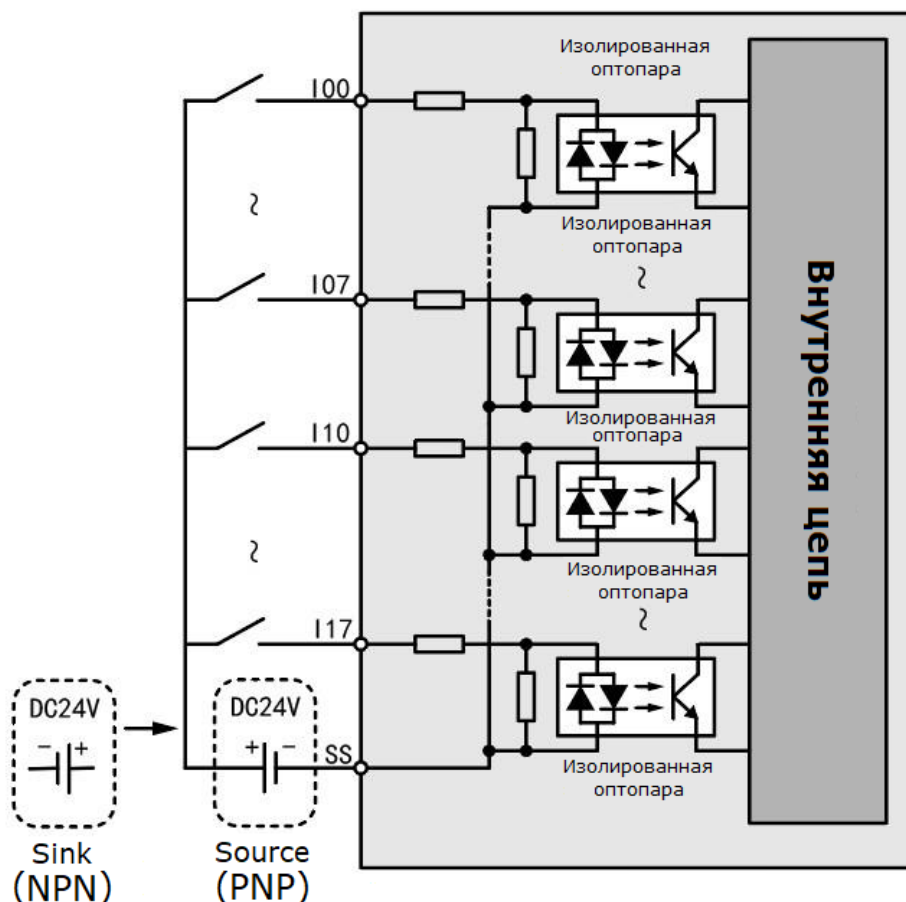 Изолированная
оптопара
I00
Изолированная
оптопара
~
~
I07
Изолированная
оптопара
I10
Изолированная
оптопара
~
~
I17
DC24V
- +
DC24V
+ -
SS
Изолированная
оптопара
Sink
(NPN)
Source
(PNP)
Внутренняя цепь